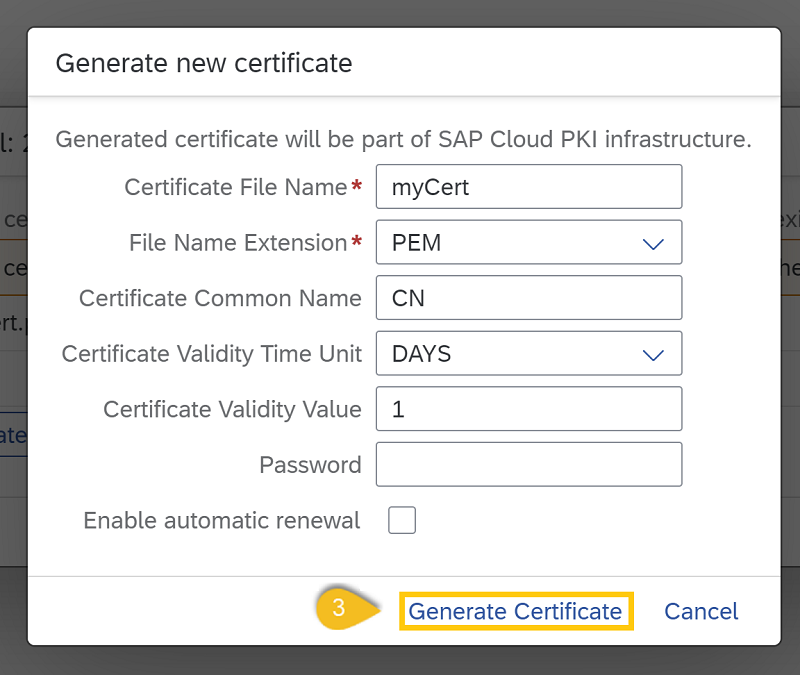 Generate new certificate
Generated certificate will be part of SAP Cloud PKI infrastructure.
Certificate File Name* myCert
File Name Extension* PEM
Certificate Common Name CN
Certificate Validity Time Unit DAYS
Certificate Validity Value 1
Password
Enable automatic renewal
3 Generate Certificate Cancel